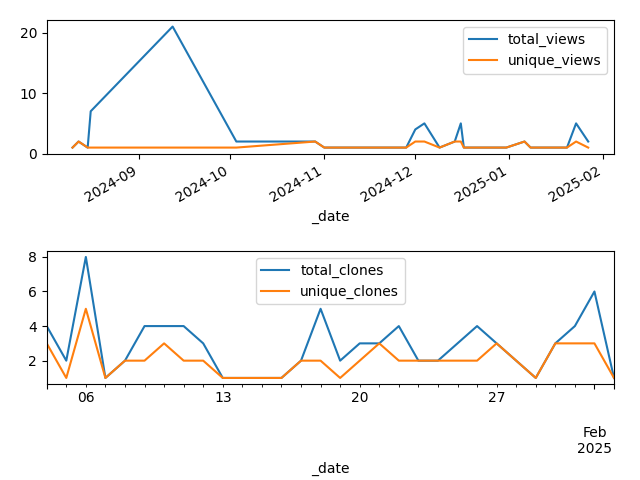 20
10
0
total_views
unique_views
2024-09
2024-10
2024-11
2024-12
2025-01
2025-02
_date
8
6
4
2
total_clones
unique_clones
06
13
20
27
Feb
2025
_date